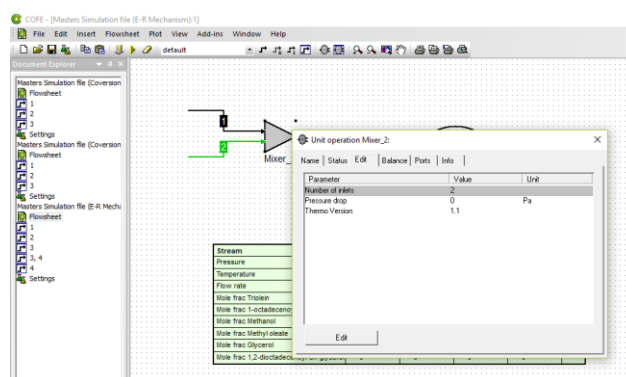 COFE - [Masters Simulation file (E-R Mechanism):1]
File Edit Insert Flowsheet Plot View Add-ins Window Help
default
Document Explorer
Masters Simulation file (Coversion
Flowsheet
1
2
3
Settings
Masters Simulation file (Coversion
Flowsheet
1
2
3
Settings
Masters Simulation file (E-R Mecha
Flowsheet
1
2
3
3, 4
4
Settings
1
2
Mixer_
Unit operation Mixer_2:
Name Status Edit Balance Ports Info
Parameter Value Unit
Number of inlets 2
Pressure drop 0 Pa
Thermo Version 1.1
Edit
Stream
Pressure
Temperature
Flow rate
Mole frac Triolein
Mole frac 1-octadeceno
Mole frac Methanol
Mole frac Methyl oleate
Mole frac Glycerol
Mole frac 1,2-dioctadecenoyl